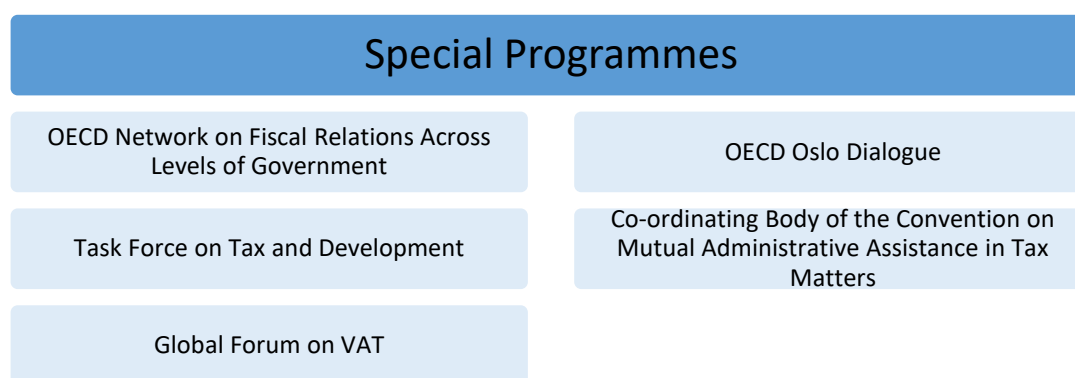 Special Programmes
OECD Network on Fiscal Relations Across
Levels of Government
OECD Oslo Dialogue
Task Force on Tax and Development
Co-ordinating Body of the Convention on
Mutual Administrative Assistance in Tax
Matters
Global Forum on VAT